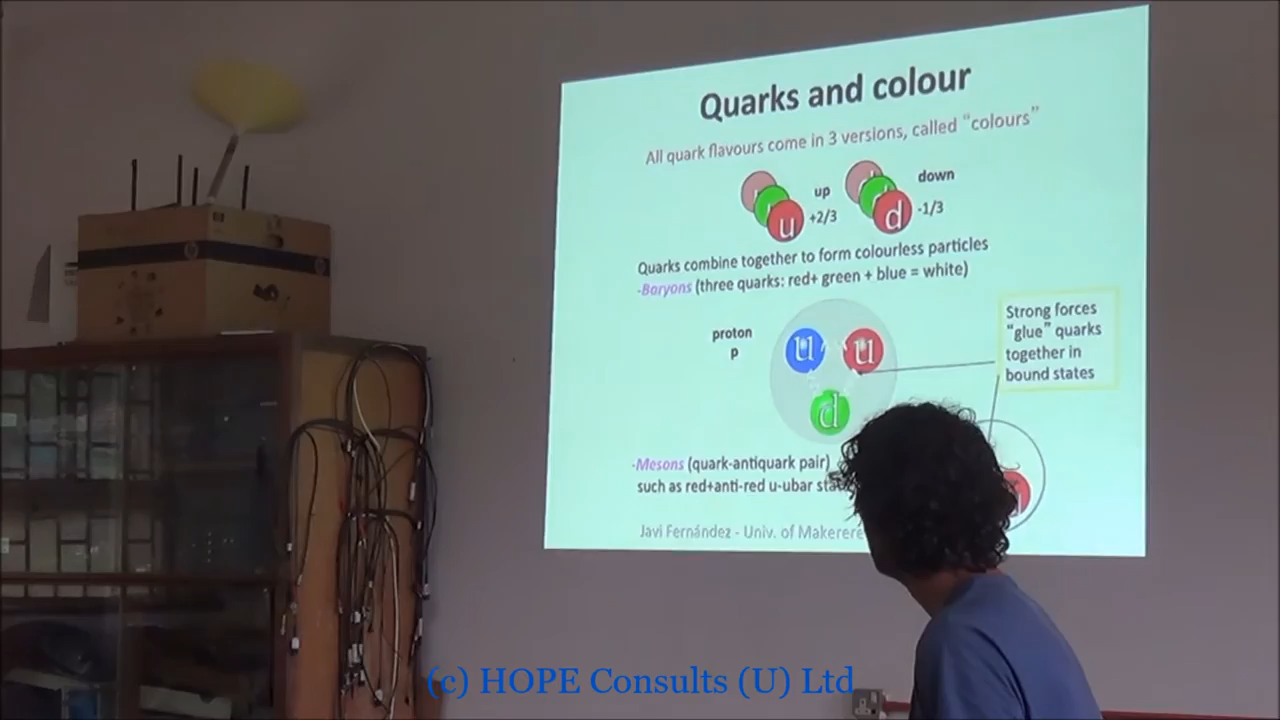 Quarks and colour
All quark flavours come in 3 versions, called “colours”
up
down
u
+2/3
d
-1/3
Quarks combine together to form colourless particles
-Baryons (three quarks: red+ green + blue = white)
Strong forces
“glue” quarks
together in
bound states
proton
p
u
u
d
-Mesons (quark-antiquark pair)
such as red+anti-red u-ubar
Javi Fernández - Univ. of Makerere
(c) HOPE Consults (U) Ltd